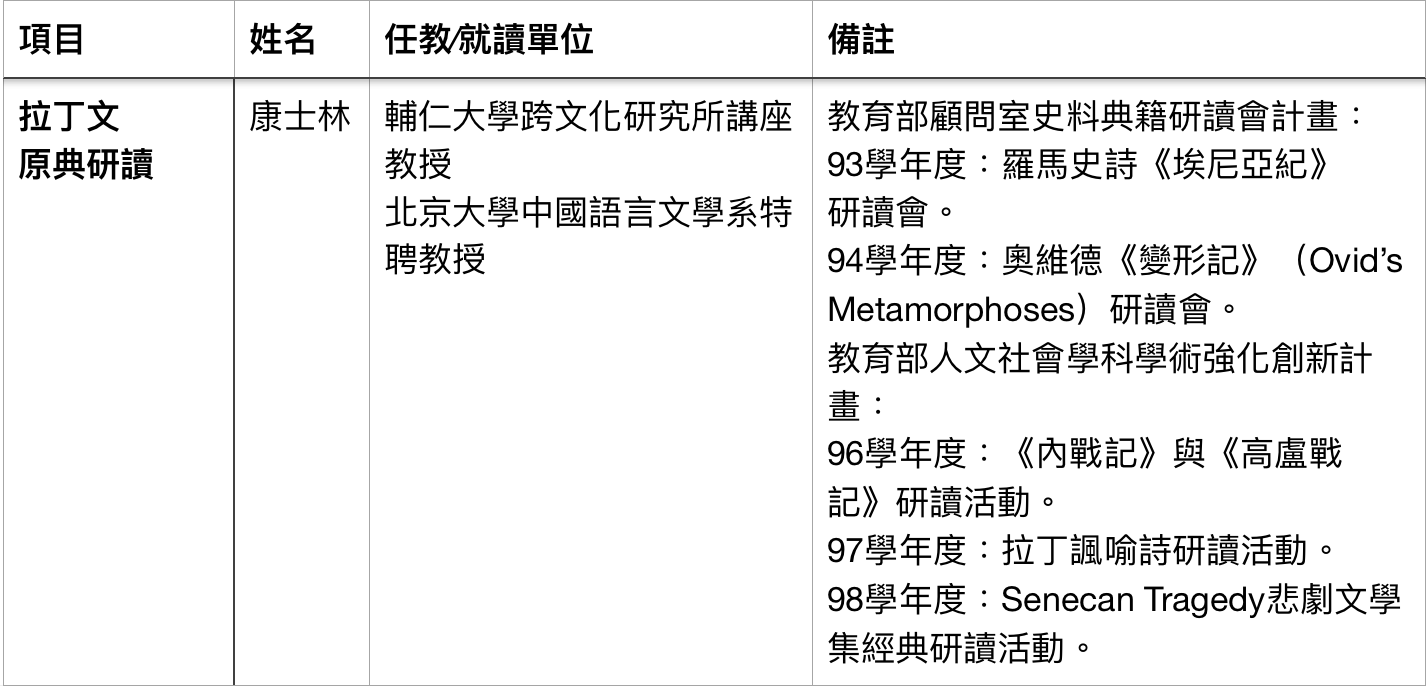 項目
姓名
任教⁄就讀單位
備註
拉丁文
原典研讀
康士林
輔仁大學跨文化研究所講座
教授
北京大學中國語言文學系特
聘教授
教育部顧問室史料典籍研讀會計畫：
93學年度：羅馬史詩《埃尼亞紀》
研讀會。
94學年度：奧維德《變形記》（Ovid’s
Metamorphoses）研讀會。
教育部人文社會學科學術強化創新計
畫：
96學年度：《內戰記》與《高盧戰
記》研讀活動。
97學年度：拉丁諷喻詩研讀活動。
98學年度：Senecan Tragedy悲劇文學
集經典研讀活動。